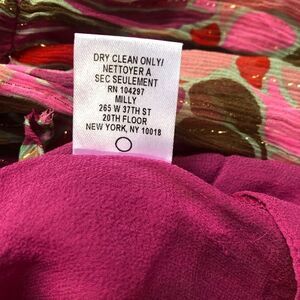 DRY CLEAN ONLY/
NETTOYER A
SEC SEULEMENT
RN 104297
MILLY
265 W 37TH ST
20TH FLOOR
NEW YORK, NY 10018